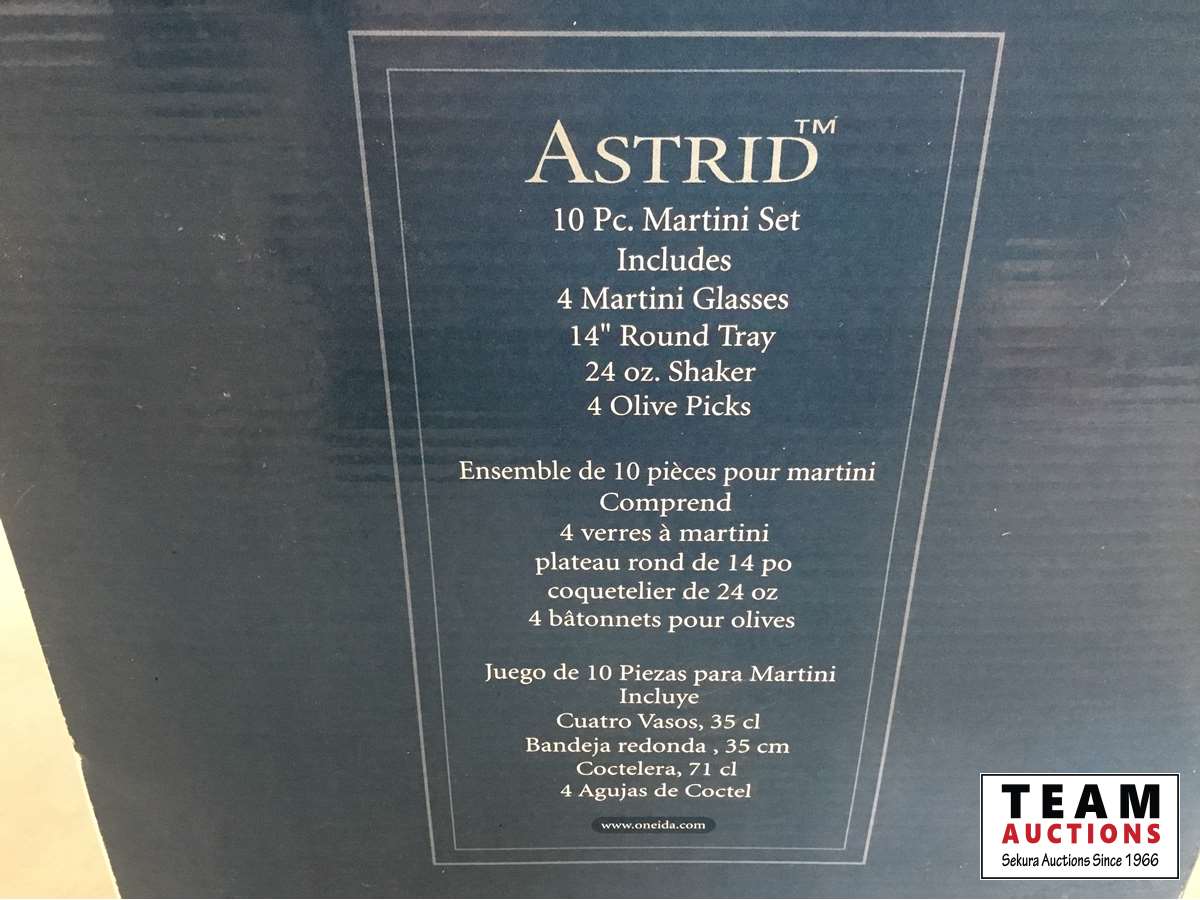 ASTRID™
10 Pc. Martini Set
Includes
4 Martini Glasses
14" Round Tray
24 oz. Shaker
4 Olive Picks
Ensemble de 10 pièces pour martini
Comprend
4 verres à martini
plateau rond de 14 po
coquetelier de 24 oz
4 bâtonnets pour olives
Juego de 10 Piezas para Martini
Incluye
Cuatro Vasos, 35 cl
Bandeja redonda , 35 cm
Coctelera, 71 cl
4 Agujas de Coctel
www.oneida.com
TEAM
AUCTIONS
Sekura Auctions Since 1966